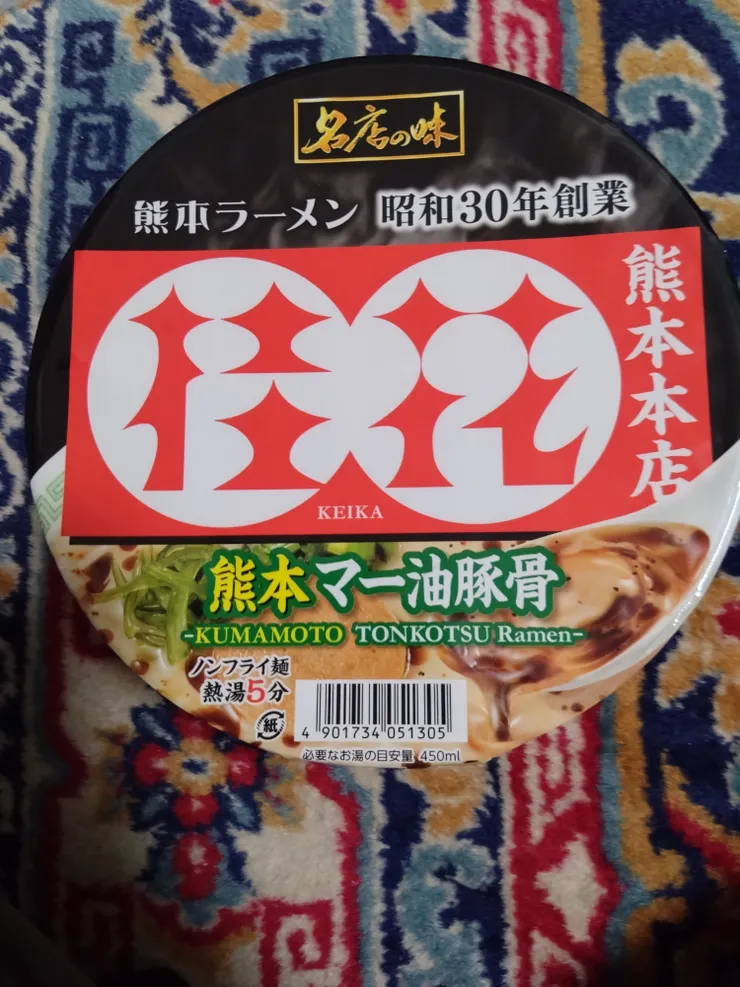 名店の味
熊本ラーメン 昭和30年創業
桂花
熊本本店
KEIKA
熊本マー油豚骨
-KUMAMOTO TONKOTSU Ramen-
ノンフライ麺
熱湯5分
紙
4 901734 051305
必要なお湯の目安量 450ml